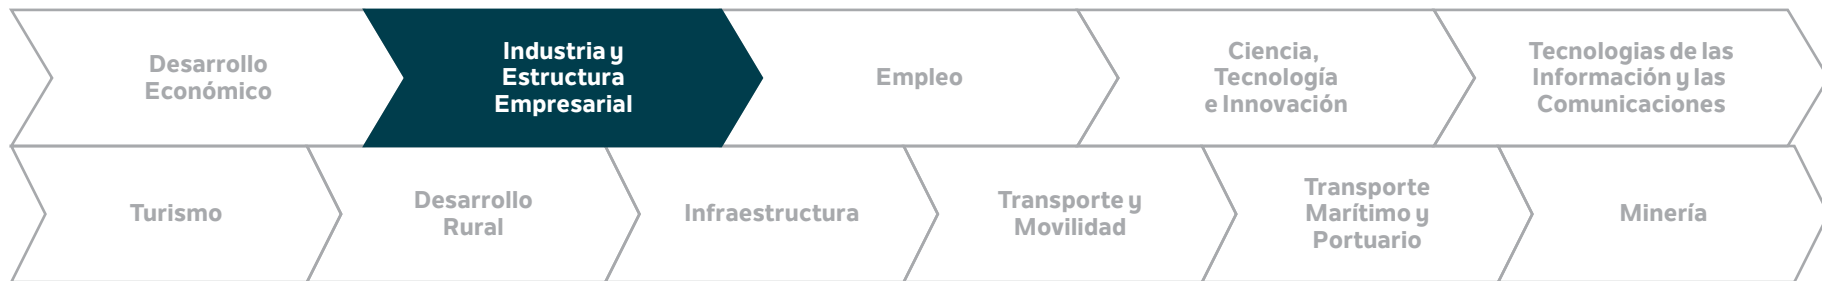 Desarrollo
Económico
Industria y
Estructura
Empresarial
Empleo
Ciencia,
Tecnología
e Innovación
Tecnologias de las
Información y las
Comunicaciones
Turismo
Desarrollo
Rural
Infraestructura
Transporte y
Movilidad
Transporte
Marítimo y
Portuario
Minería